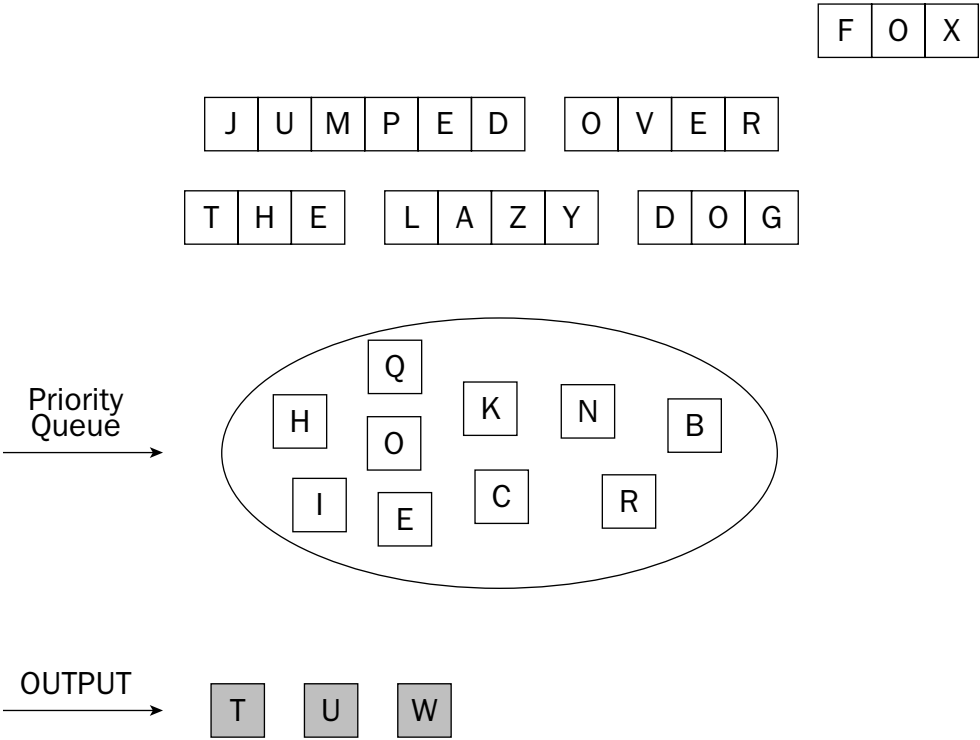 F O X
J U M P E D O V E R
T H E L A Z Y D O G
Q
H O K N B
I E C R
Priority
Queue
OUTPUT
T U W